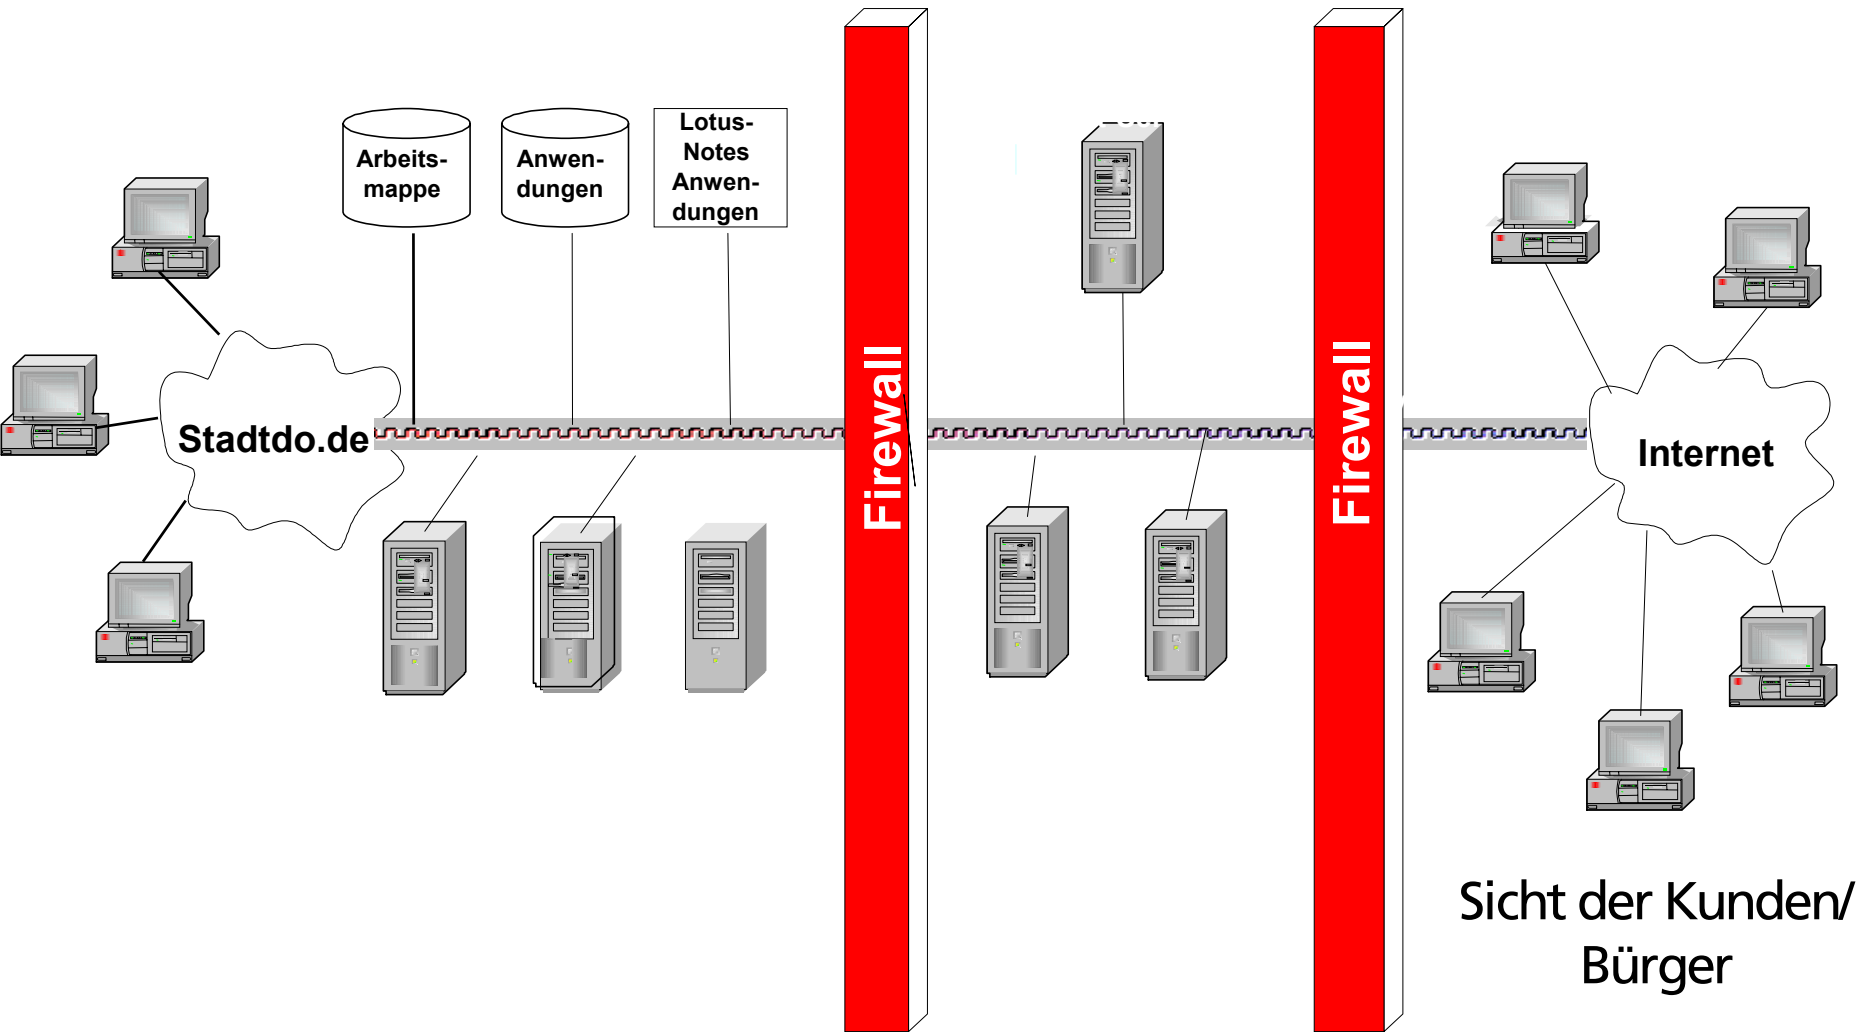 Arbeits-
mappe
Anwen-
dungen
Lotus-
Notes
Anwen-
dungen
Stadtdo.de
Firewall
Firewall
Internet
Sicht der Kunden/
Bürger